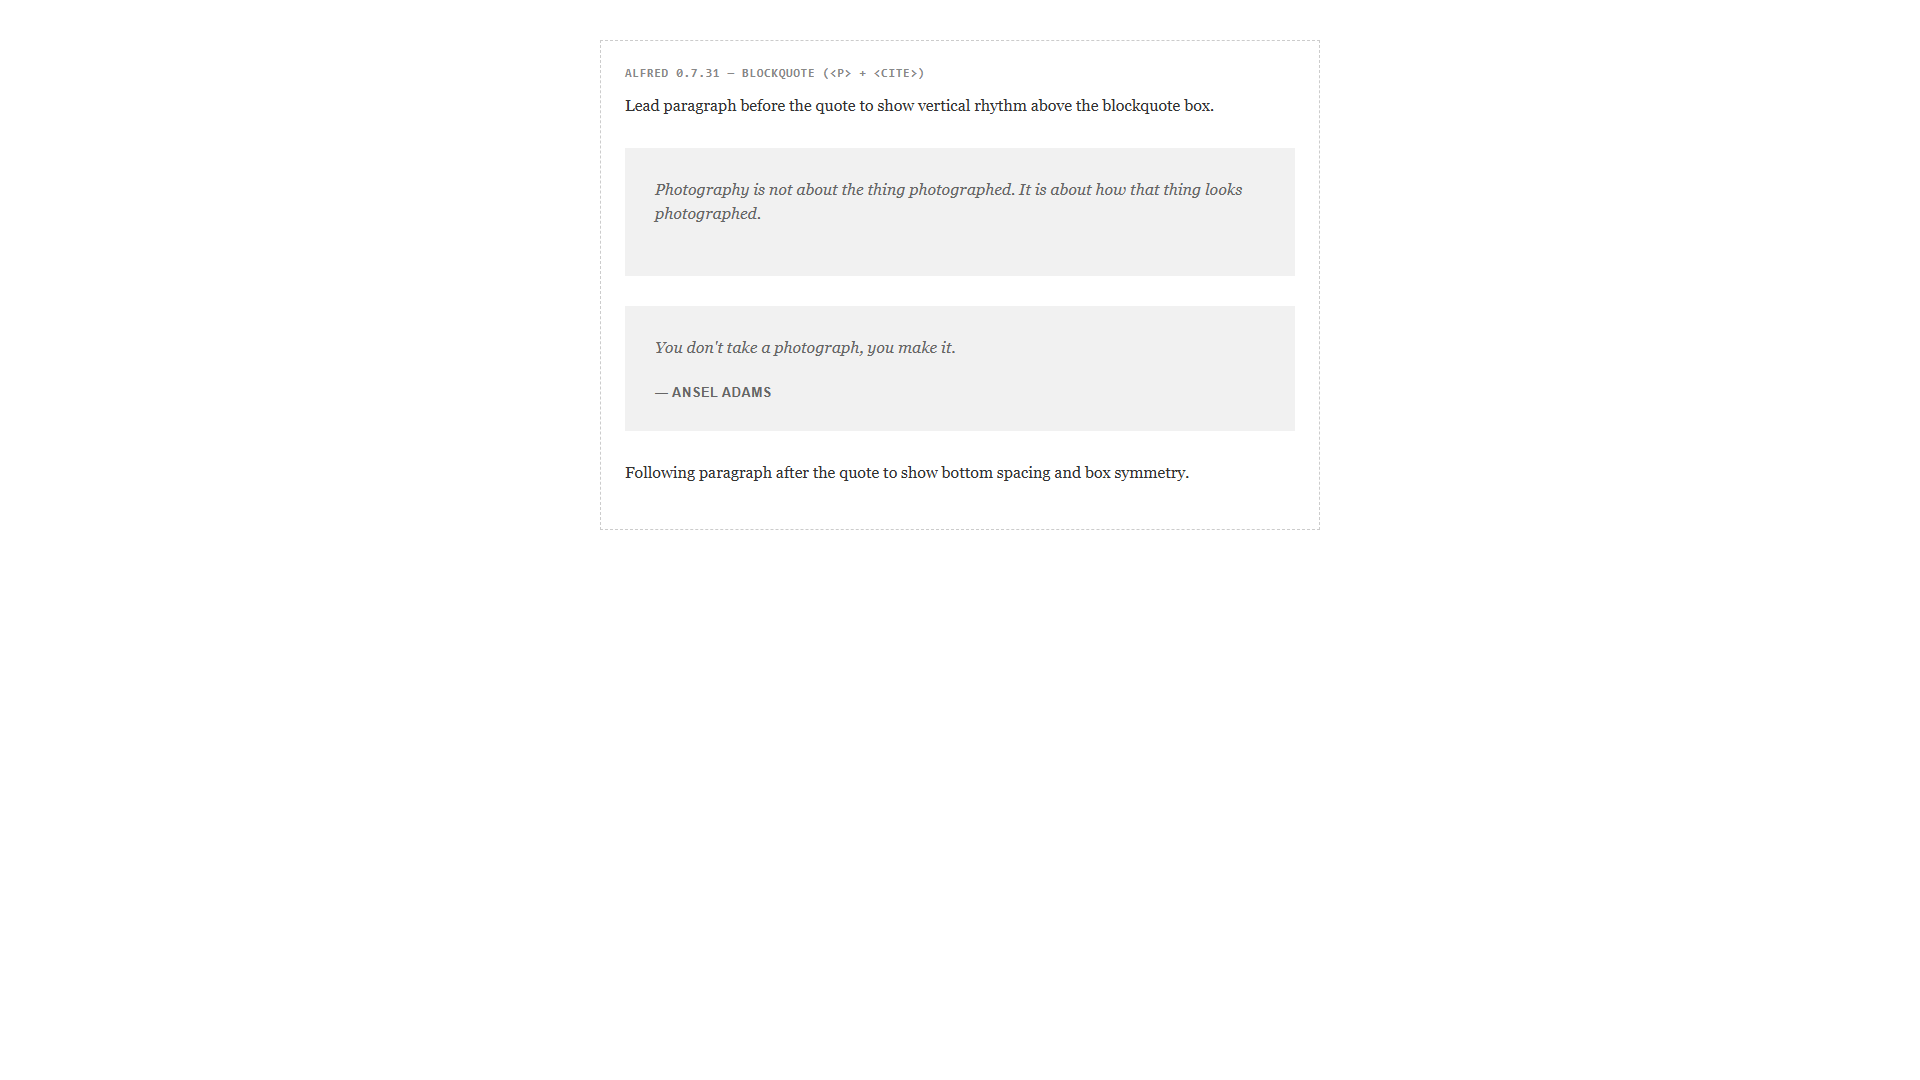 ALFRED 0.7.31 — BLOCKQUOTE (<P> + <CITE>)
Lead paragraph before the quote to show vertical rhythm above the blockquote box.
Photography is not about the thing photographed. It is about how that thing looks
photographed.
You don't take a photograph, you make it.
— ANSEL ADAMS
Following paragraph after the quote to show bottom spacing and box symmetry.